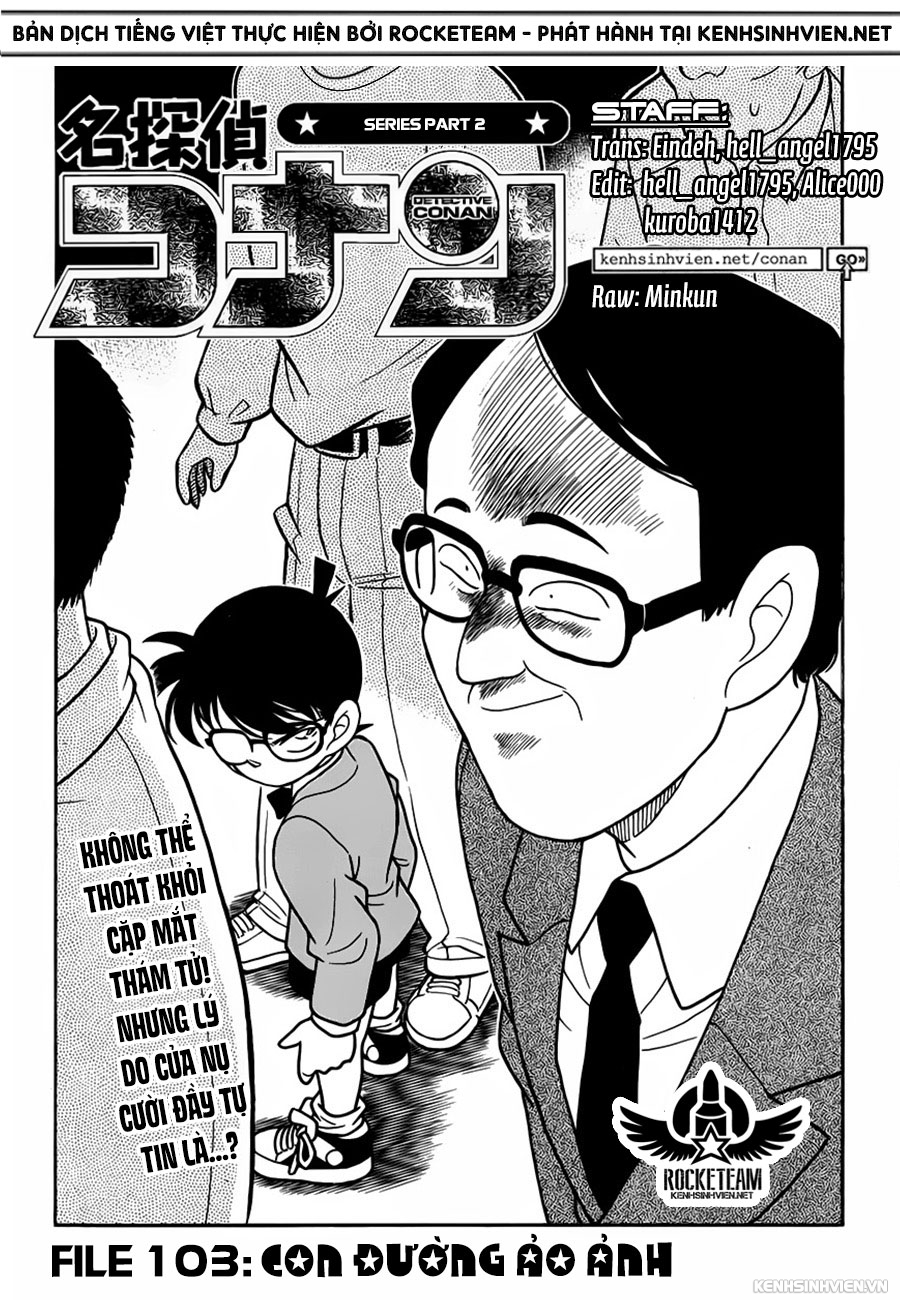 BẢN DỊCH TIẾNG VIỆT THỰC HIỆN BỞI ROCKETEAM - PHÁT HÀNH TẠI KENHSINHVIEN.NET
名探偵
SERIES PART 2
コナン
DETECTIVE
CONAN
STAFF:
Trans: Eindeh, hell_angel1795
Edit: hell_angel1795, Alice000
kuroba1412
kenhsinhvien.net/conan GO»
Raw: Minkun
KHÔNG THỂ
THOÁT KHỎI
CẶP MẮT
THÁM TỬ!
NHƯNG LÝ
DO CỦA NỤ
CƯỜI ĐẦY TỰ
TIN LÀ...?
ROCKETEAM
KENHSINHVIEN.NET
FILE 103: CON ĐƯỜNG ẢO ẢNH
KENHSINHVIEN.VN